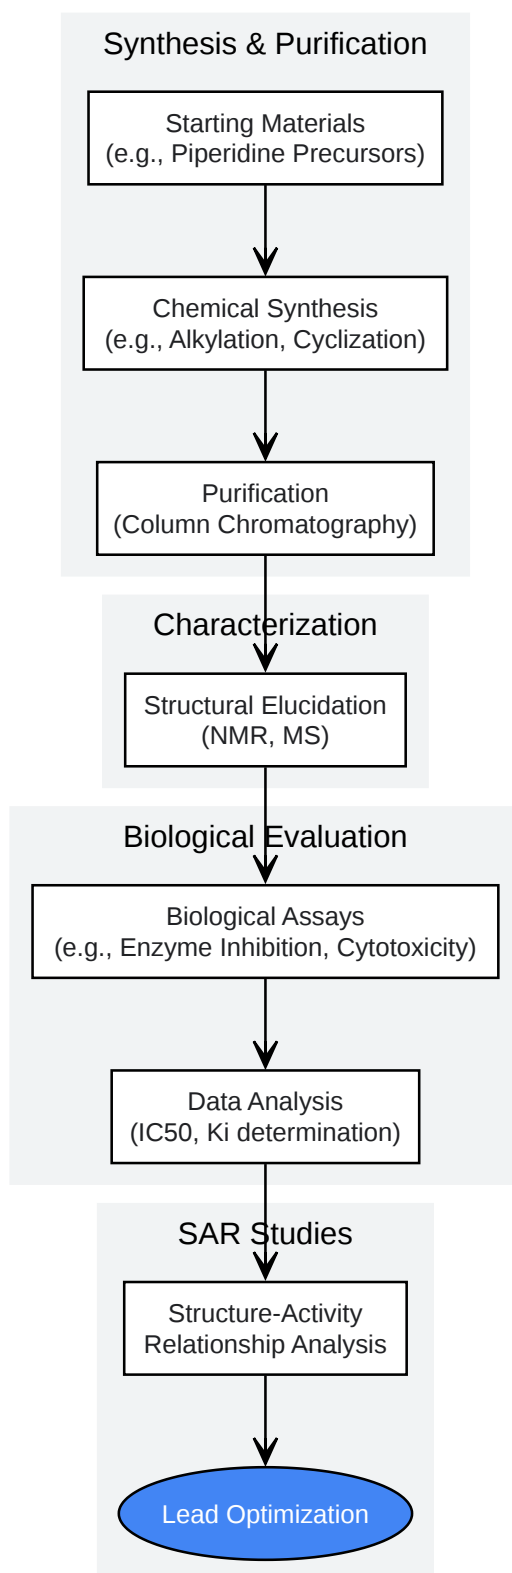 Synthesis & Purification
Starting Materials
(e.g., Piperidine Precursors)
Chemical Synthesis
(e.g., Alkylation, Cyclization)
Purification
(Column Chromatography)
Characterization
Structural Elucidation
(NMR, MS)
Biological Evaluation
Biological Assays
(e.g., Enzyme Inhibition, Cytotoxicity)
Data Analysis
(IC50, Ki determination)
SAR Studies
Structure-Activity
Relationship Analysis
Lead Optimization